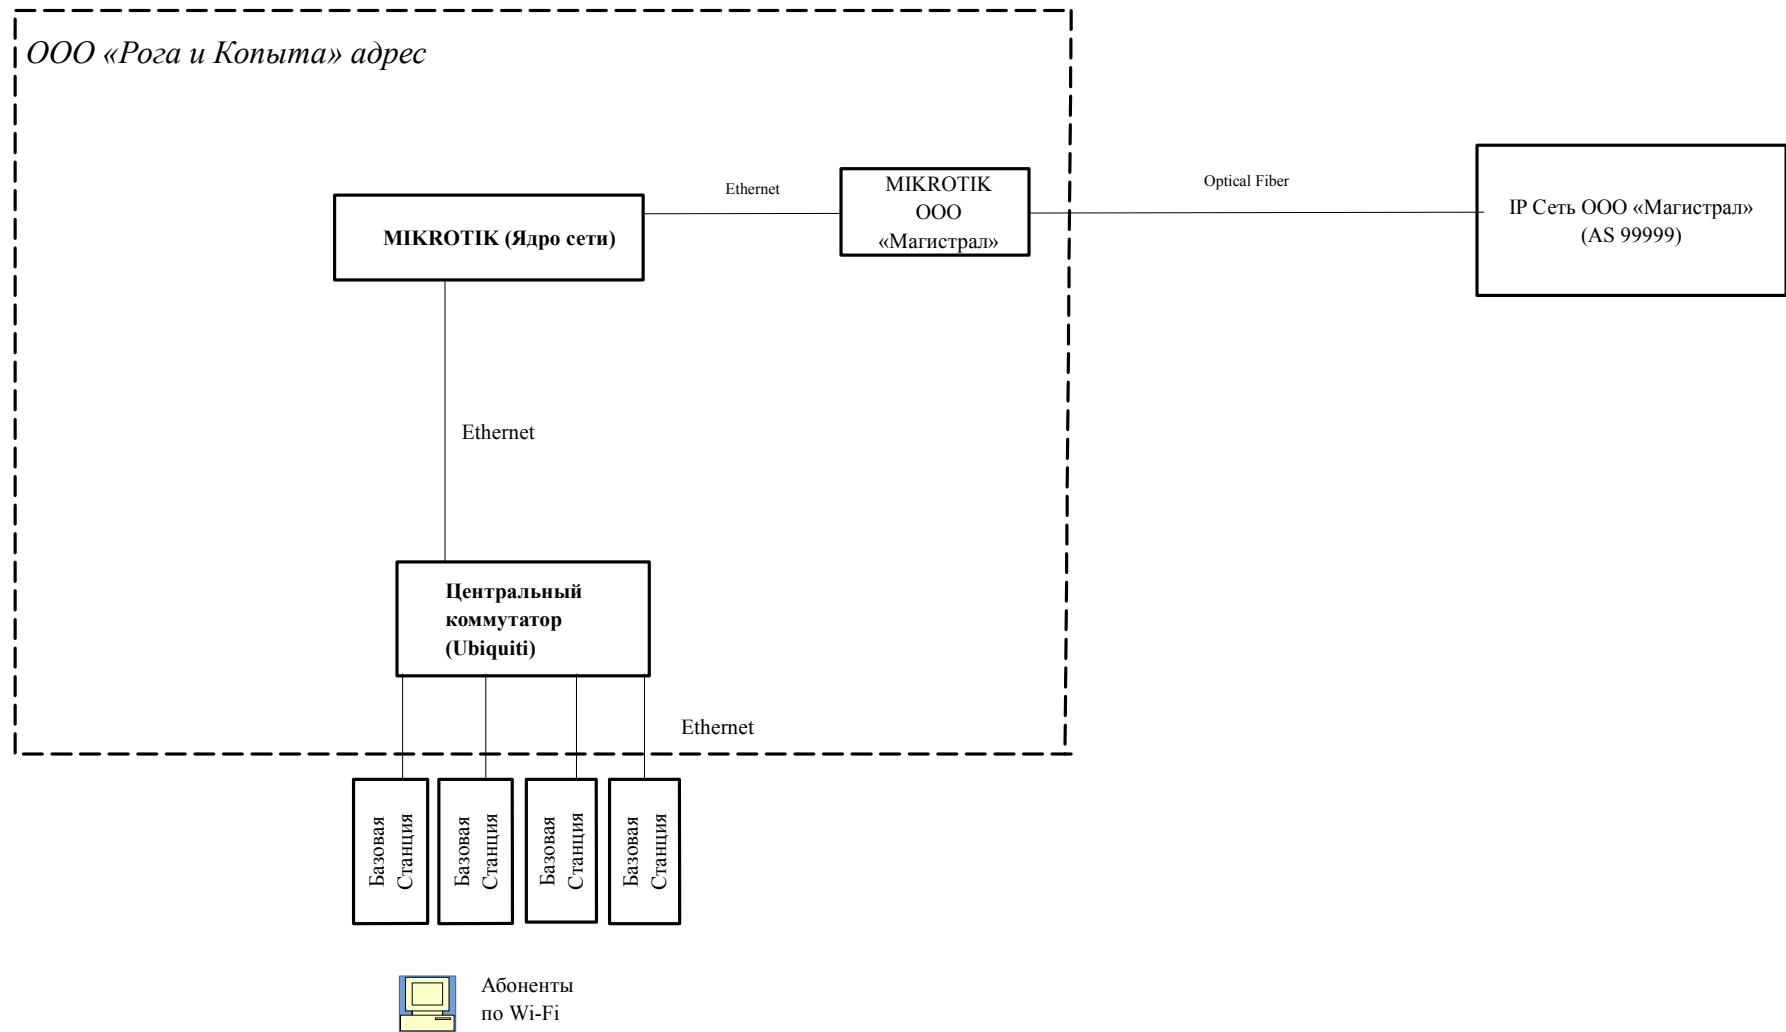 ООО «Рога и Копыта» адрес
Ethernet
MIKROTIK
ООО
«Магистрал»
Optical Fiber
IP Сеть ООО «Магистрал»
(AS 99999)
MIKROTIK (Ядро сети)
Ethernet
Центральный
коммутатор
(Ubiquiti)
Ethernet
Базовая
Станция
Базовая
Станция
Базовая
Станция
Базовая
Станция
Абоненты
по Wi-Fi